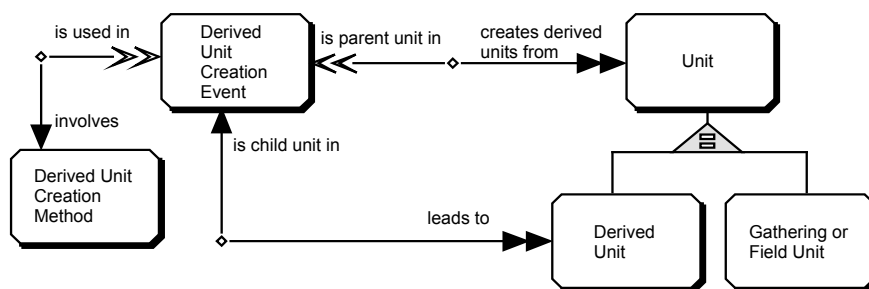 is used in
Derived
Unit
Creation
Event
is parent unit in
creates derived
units from
Unit
involves
is child unit in
Derived Unit
Creation
Method
leads to
Derived
Unit
Gathering or
Field Unit